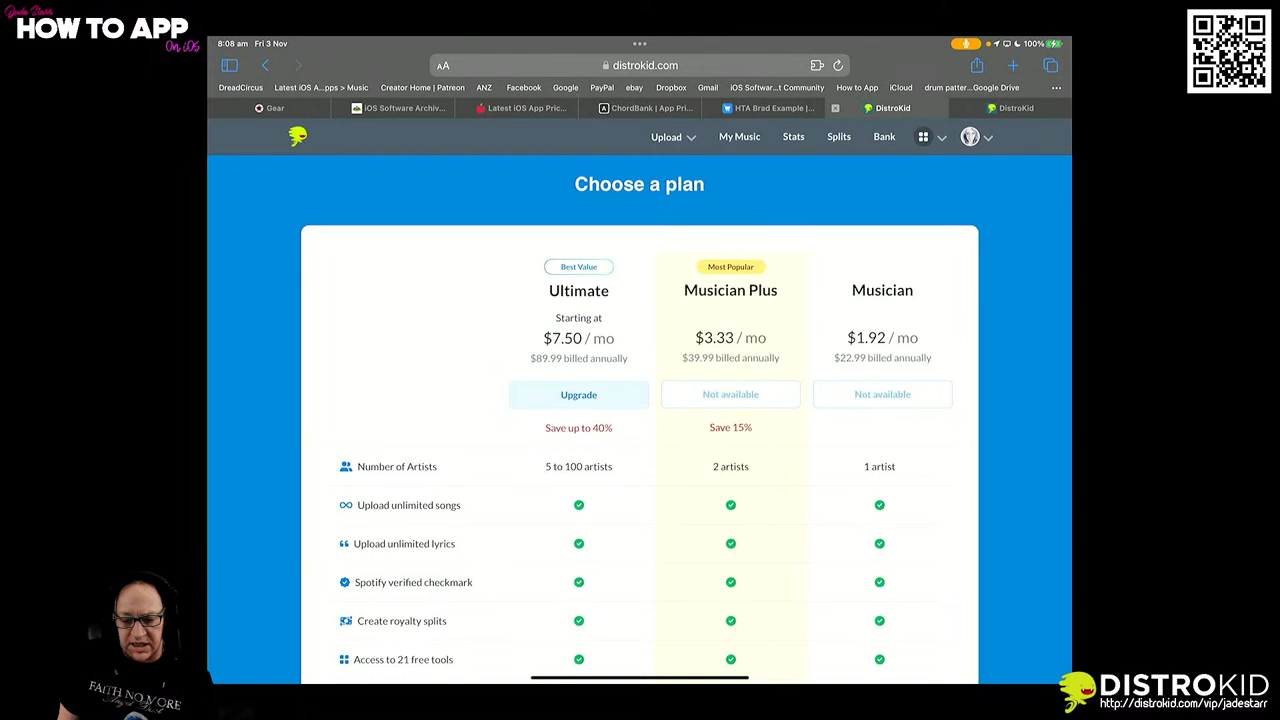 Jade Starr
HOW TO APP
On iOS
8:08 am Fri 3 Nov
100%
AA
distrokid.com
DreadCircus
Latest iOS A...pps > Music
Creator Home | Patreon
ANZ
Facebook
Google
PayPal
ebay
Dropbox
Gmail
iOS Softwar...t Community
How to App
iCloud
drum patter...Google Drive
Gear
iOS Software Archiv...
Latest iOS App Pric...
ChordBank | App Pri...
HTA Brad Example |...
DistroKid
DistroKid
Upload
My Music
Stats
Splits
Bank
Choose a plan
Best Value
Most Popular
Ultimate
Musician Plus
Musician
Starting at
$7.50 / mo
$3.33 / mo
$1.92 / mo
$89.99 billed annually
$39.99 billed annually
$22.99 billed annually
Upgrade
Not available
Not available
Save up to 40%
Save 15%
Number of Artists
5 to 100 artists
2 artists
1 artist
Upload unlimited songs
Upload unlimited lyrics
Spotify verified checkmark
Create royalty splits
Access to 21 free tools
FAITH NO MORE
DISTROKID
http://distrokid.com/vip/jadestarr